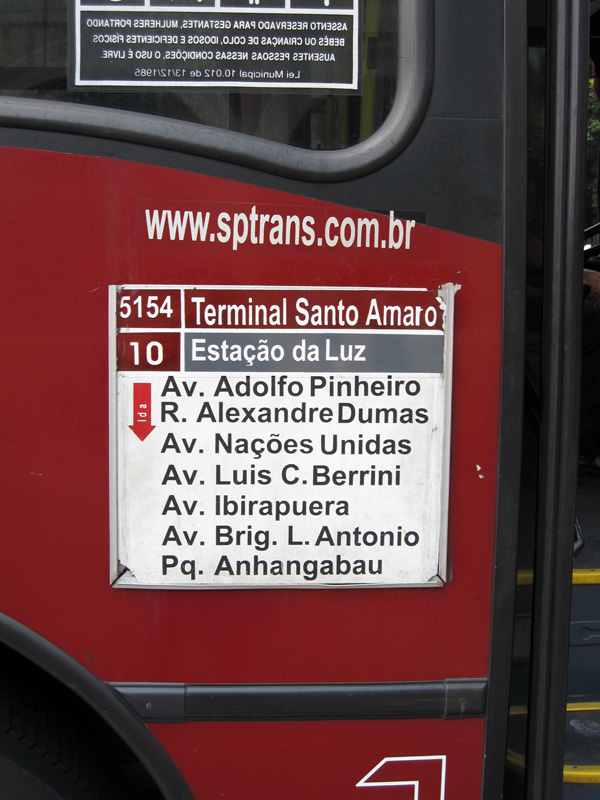 ASSENTO RESERVADO PARA MULHERES, GESTANTES, PORTANDO
BEBÊS OU CRIANÇAS DE COLO, IDOSOS E DEFICIENTES FÍSICOS
AUSENTES PESSOAS NESSAS CONDIÇÕES, O USO É LIVRE.
Lei Municipal 10.012 de 13/12/1985
www.sptrans.com.br
5154 Terminal Santo Amaro
10 Estação da Luz
Ida
Av. Adolfo Pinheiro
R. Alexandre Dumas
Av. Nações Unidas
Av. Luis C. Berrini
Av. Ibirapuera
Av. Brig. L. Antonio
Pq. Anhangabau